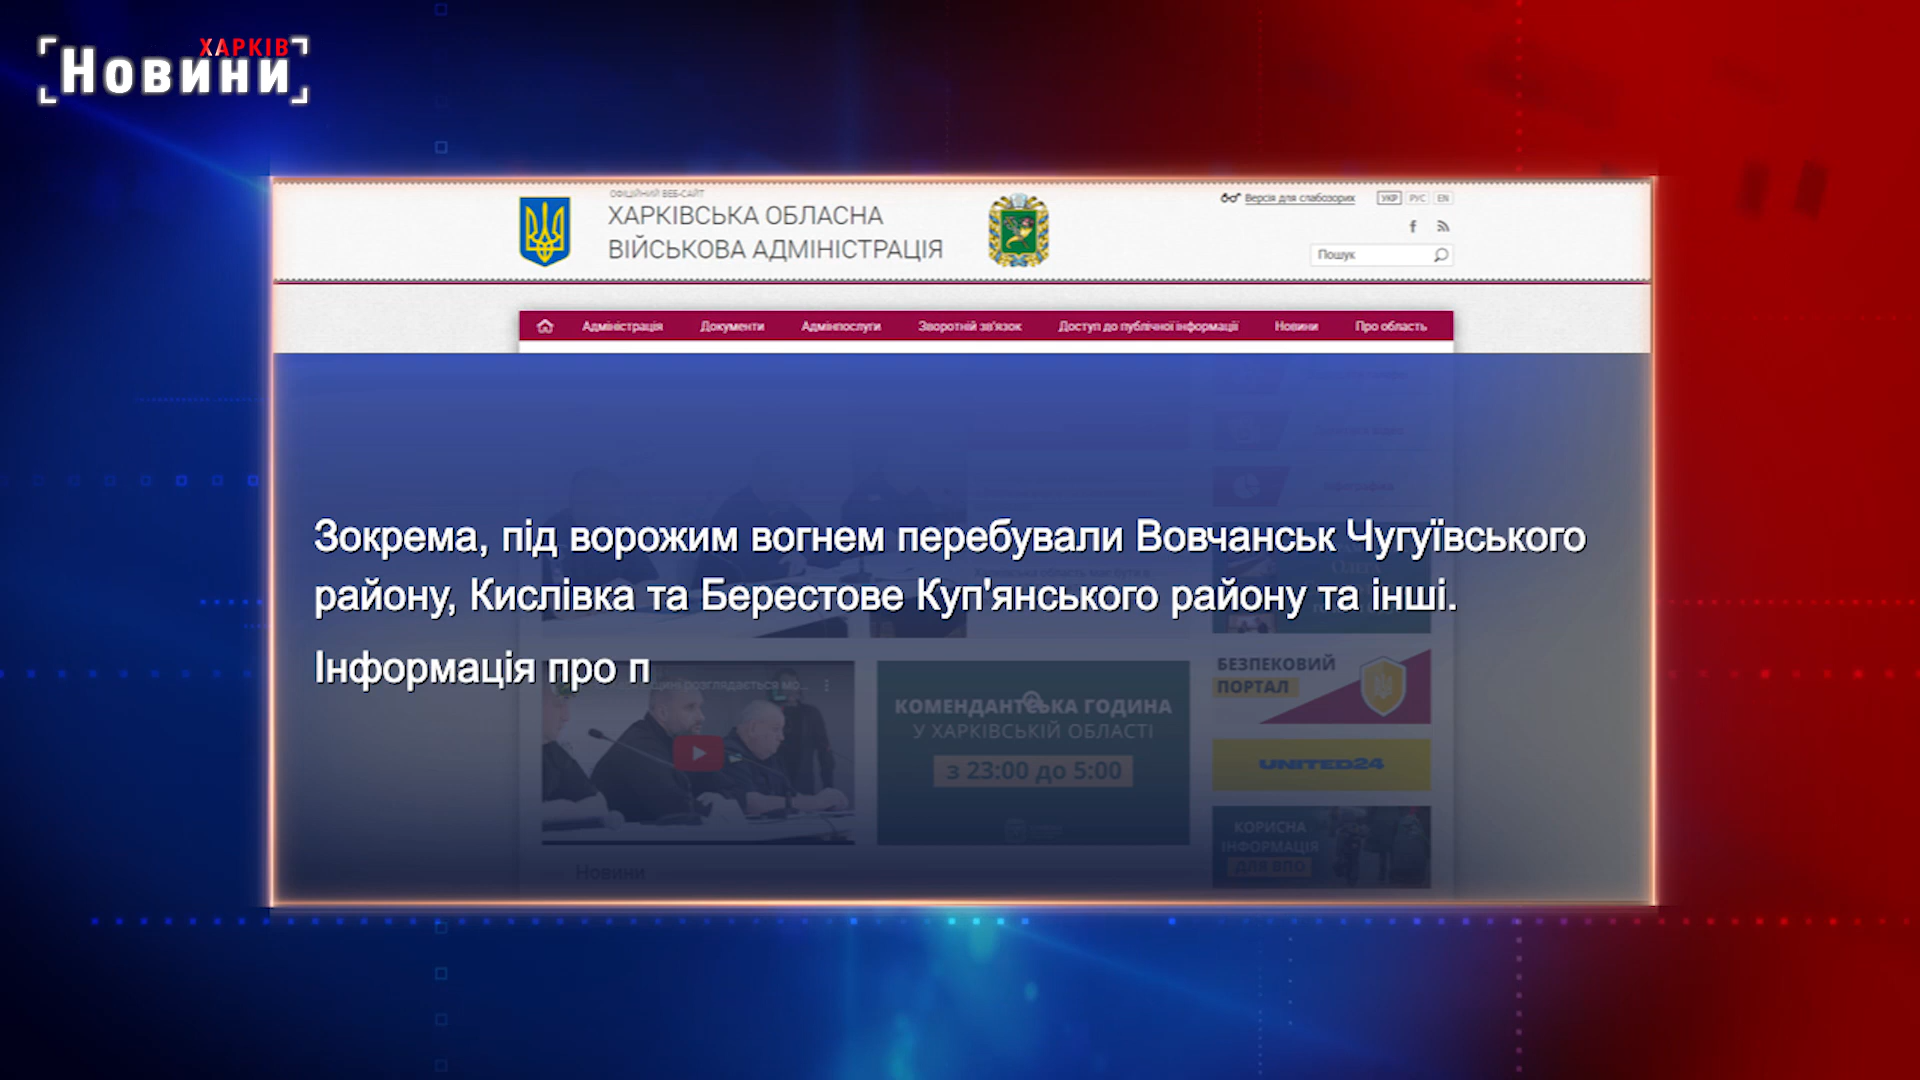 ХАРКІВ
Новини
ОФІЦІЙНИЙ ВЕБ-САЙТ
ХАРКІВСЬКА ОБЛАСНА
ВІЙСЬКОВА АДМІНІСТРАЦІЯ
Версія для слабозорих
УКР РУС EN
Пошук
Адміністрація Документи Адмінпослуги Зворотній зв'язок Доступ до публічної інформації Новини Про область
Зокрема, під ворожим вогнем перебували Вовчанськ Чугуївського
району, Кислівка та Берестове Куп'янського району та інші.
Інформація про п
розглядається мо...
КОМЕНДАНТСЬКА ГОДИНА
У ХАРКІВСЬКІЙ ОБЛАСТІ
з 23:00 до 5:00
БЕЗПЕКОВИЙ
ПОРТАЛ
UNITED24
КОРИСНА
ІНФОРМАЦІЯ
ДЛЯ ВПО
Новини